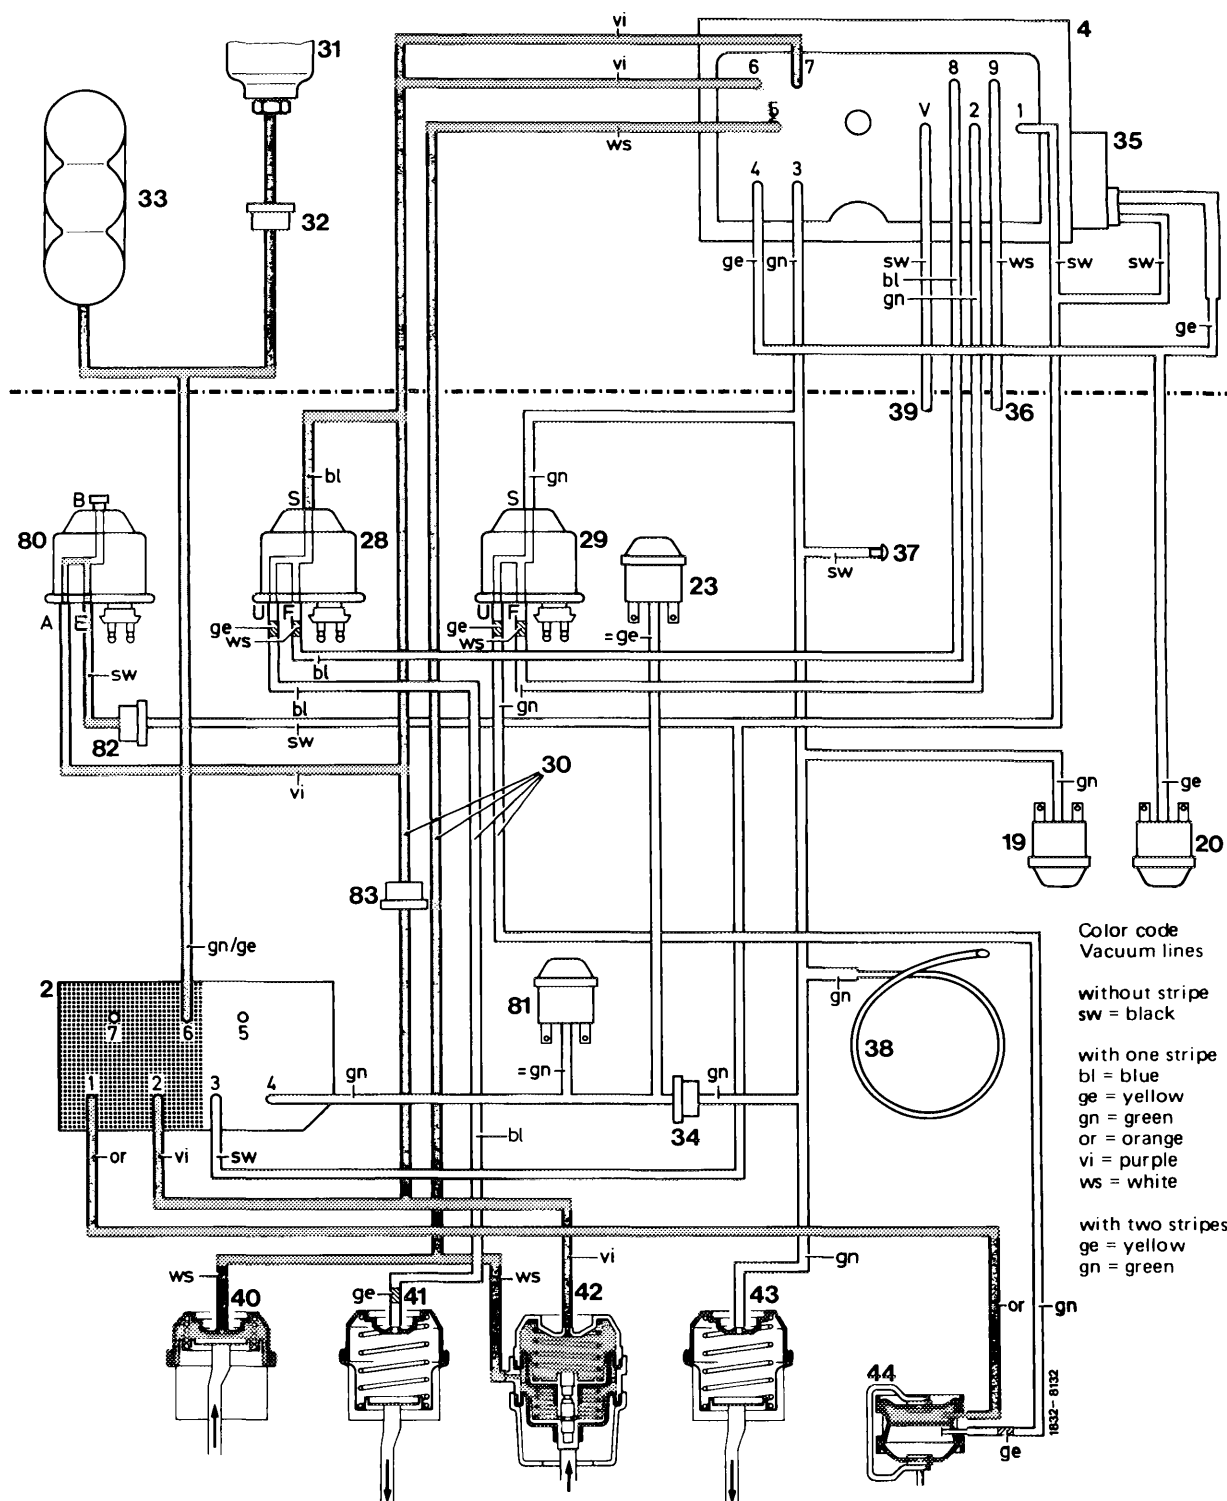 vi
4
31
6
7
8
9
vi
5
V
2
1
35
ws
33
32
4
3
ge
gn
sw
bl
gn
ws
sw
sw
ge
39
36
bl
gn
B
S
S
80
28
29
23
37
sw
A
E
U
F
U
F
ge
ws
ge
ws
=ge
sw
bl
bl
gn
82
sw
30
vi
gn
ge
19
20
83
gn/ge
Color code
Vacuum lines
without stripe
sw = black
with one stripe
bl = blue
ge = yellow
gn = green
or = orange
vi = purple
ws = white
with two stripes
ge = yellow
gn = green
2
7
6
5
81
gn
38
1
2
3
4
gn
=gn
gn
34
or
vi
sw
bl
ws
40
ge
41
ws
vi
42
43
gn
or
gn
44
ge
1832-8132